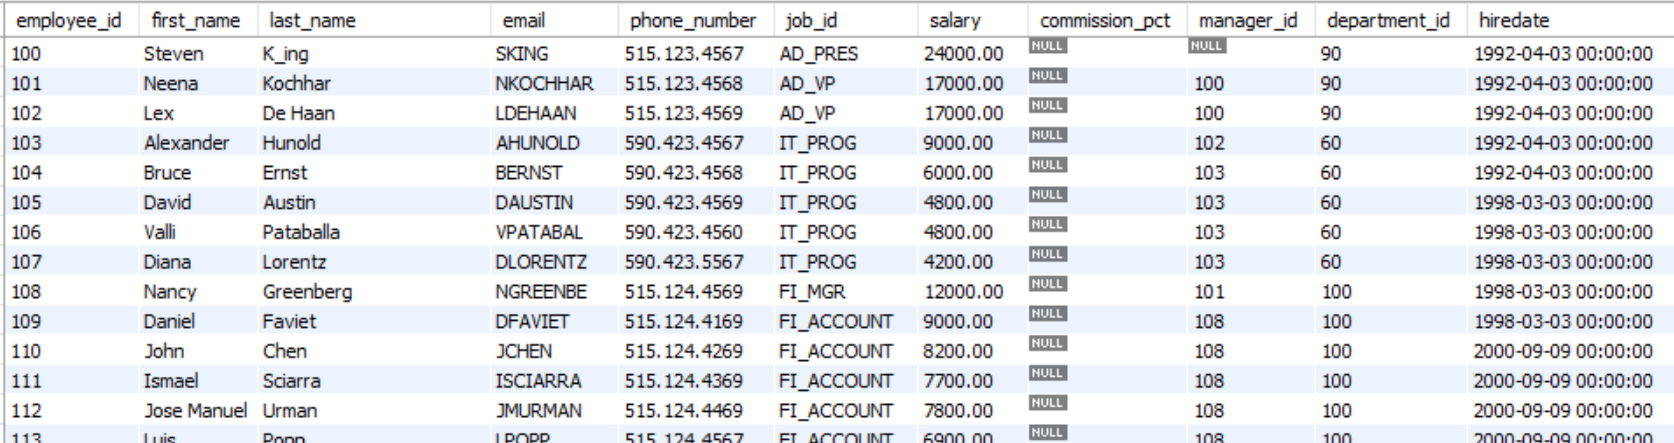 employee_id first_name last_name email phone_number job_id salary commission_pct manager_id department_id hiredate
100 Steven K_ing SKING 515.123.4567 AD_PRES 24000.00 NULL NULL 90 1992-04-03 00:00:00
101 Neena Kochhar NKOCHHAR 515.123.4568 AD_VP 17000.00 NULL 100 90 1992-04-03 00:00:00
102 Lex De Haan LDEHAAN 515.123.4569 AD_VP 17000.00 NULL 100 90 1992-04-03 00:00:00
103 Alexander Hunold AHUNOLD 590.423.4567 IT_PROG 9000.00 NULL 102 60 1992-04-03 00:00:00
104 Bruce Ernst BERNST 590.423.4568 IT_PROG 6000.00 NULL 103 60 1992-04-03 00:00:00
105 David Austin DAUSTIN 590.423.4569 IT_PROG 4800.00 NULL 103 60 1998-03-03 00:00:00
106 Valli Pataballa VPATABAL 590.423.4560 IT_PROG 4800.00 NULL 103 60 1998-03-03 00:00:00
107 Diana Lorentz DLORENTZ 590.423.5567 IT_PROG 4200.00 NULL 103 60 1998-03-03 00:00:00
108 Nancy Greenberg NGREENBE 515.124.4569 FI_MGR 12000.00 NULL 101 100 1998-03-03 00:00:00
109 Daniel Faviet DFAVIET 515.124.4169 FI_ACCOUNT 9000.00 NULL 108 100 1998-03-03 00:00:00
110 John Chen JCHEN 515.124.4269 FI_ACCOUNT 8200.00 NULL 108 100 2000-09-09 00:00:00
111 Ismael Sciarra ISCIARRA 515.124.4369 FI_ACCOUNT 7700.00 NULL 108 100 2000-09-09 00:00:00
112 Jose Manuel Urman JMURMAN 515.124.4469 FI_ACCOUNT 7800.00 NULL 108 100 2000-09-09 00:00:00
113 Luis Popp LPOPP 515.124.4567 FI_ACCOUNT 6900.00 NULL 108 100 2000-09-09 00:00:00